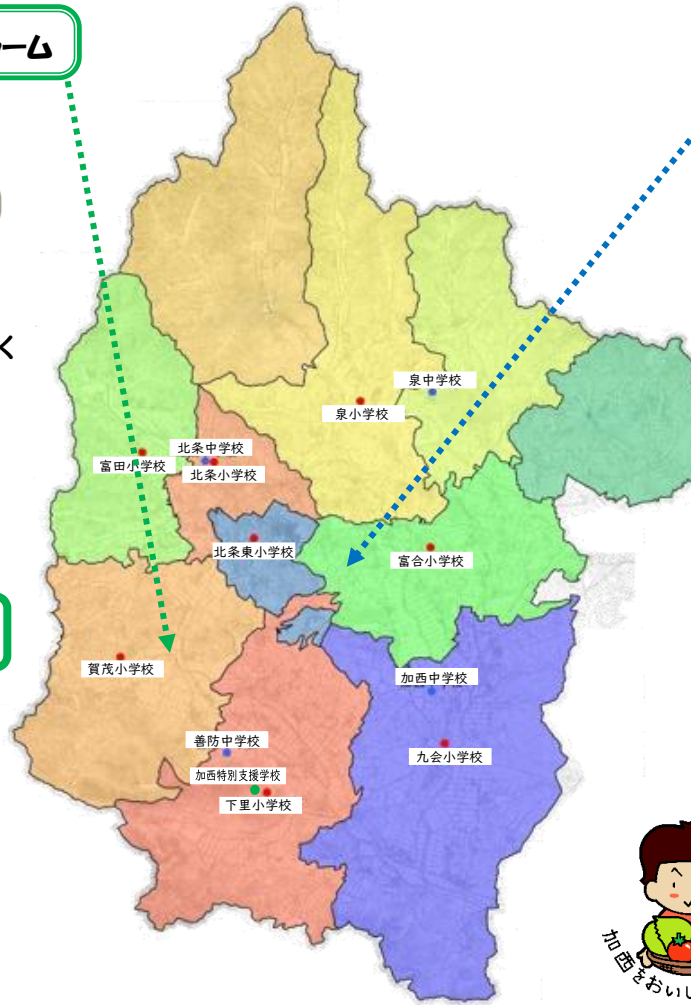 ーム
く
泉中学校
泉小学校
北条中学校
富田小学校
北条小学校
北条東小学校
富合小学校
賀茂小学校
加西中学校
善防中学校
九会小学校
加西特別支援学校
下里小学校
加西をおいし